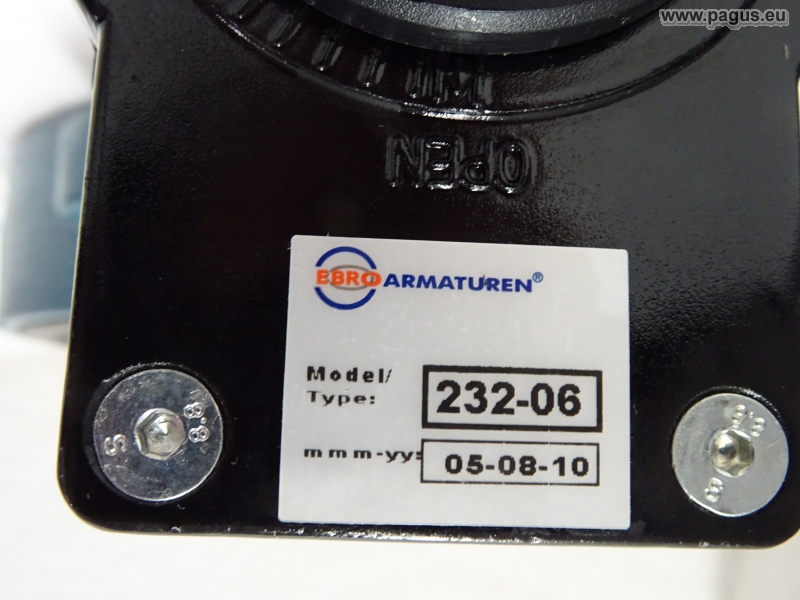 www.pagus.eu
OPEN
EBRO ARMATUREN®
Model/
Type:
232-06
mmm-yy:
05-08-10
S 8.8
8.8